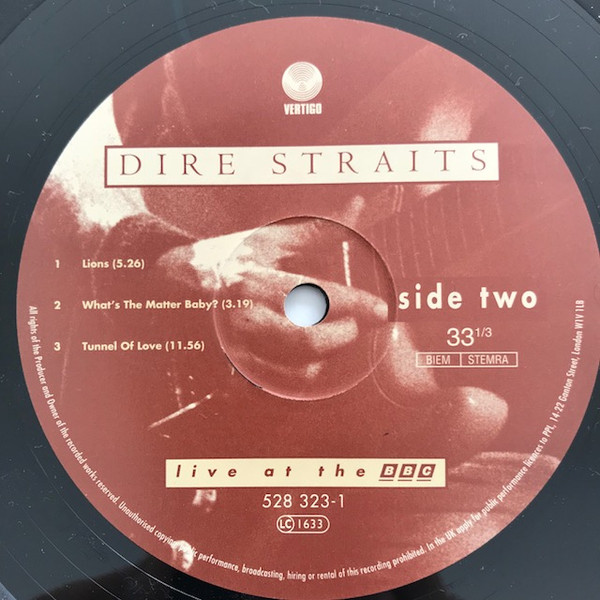 VERTIGO
DIRE STRAITS
1 Lions (5.26)
2 What's The Matter Baby? (3.19)
3 Tunnel Of Love (11.56)
side two
33 1/3
BIEM STEMRA
live at the BBC
528 323-1
LC 1633
All rights of the Producer and Owner of the recorded works reserved. Unauthorised copying, public performance, broadcasting, hiring or rental of this recording prohibited. In the UK apply for public performance licences to PPL, 14-22 Ganton Street, London W1V 1LB